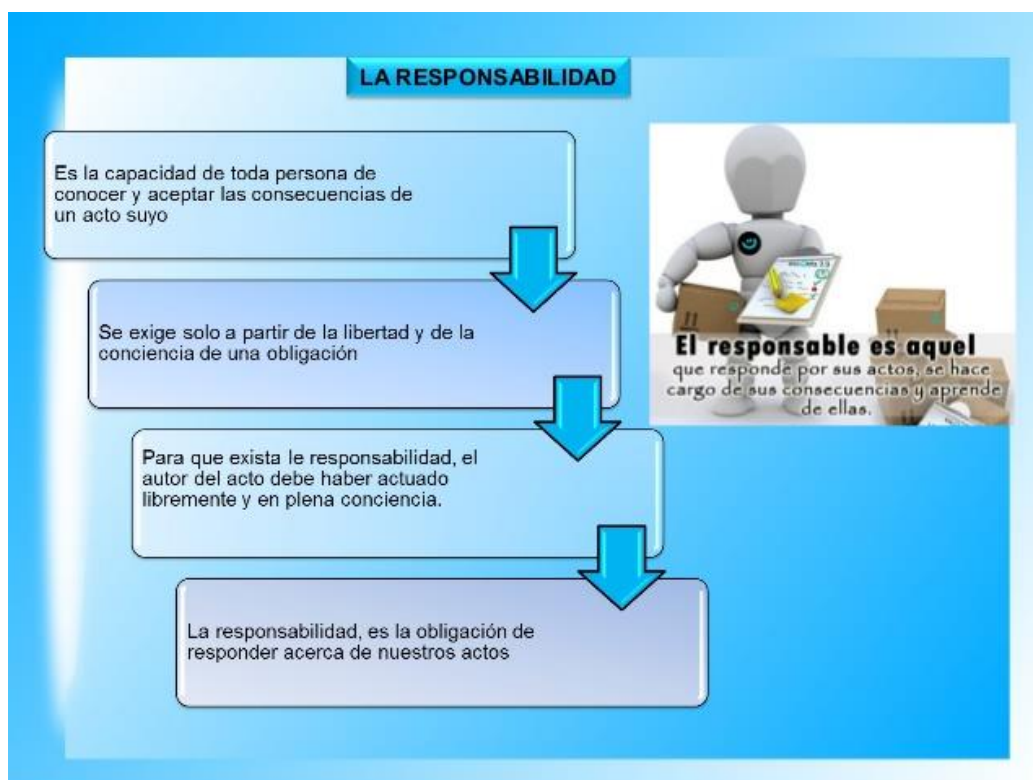 LA RESPONSABILIDAD
Es la capacidad de toda persona de
conocer y aceptar las consecuencias de
un acto suyo
Se exige solo a partir de la libertad y de la
conciencia de una obligación
Para que exista le responsabilidad, el
autor del acto debe haber actuado
libremente y en plena conciencia.
La responsabilidad, es la obligación de
responder acerca de nuestros actos
El responsable es aquel
que responde por sus actos, se hace
cargo de sus consecuencias y aprende
de ellas.